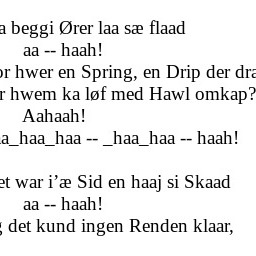 a beggi Ører laa sæ flaad
aa -- haah!
or hwer en Spring, en Drip der dra
r hwem ka løf med Hawl omkap?
Aahaah!
a_haa_haa -- _haa_haa -- haah!
et war i’æ Sid en haaj si Skaad
aa -- haah!
g det kund ingen Renden klaar,